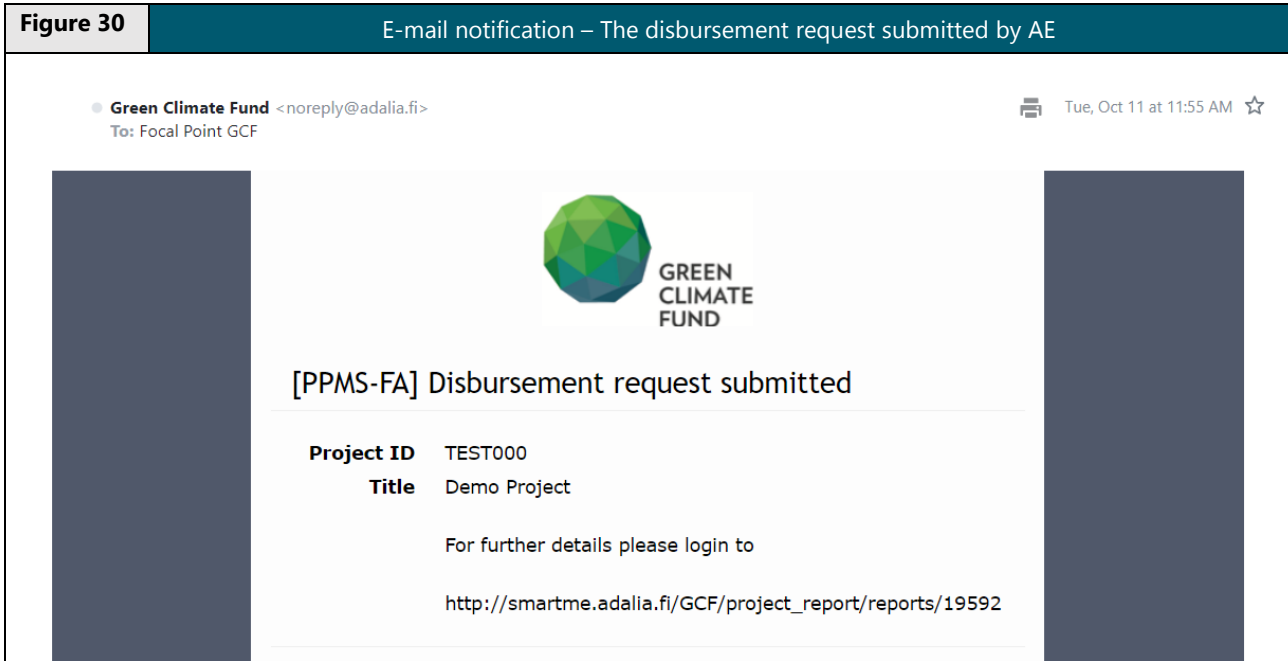 Figure 30
E-mail notification – The disbursement request submitted by AE
Green Climate Fund <noreply@adalia.fi>
Tue, Oct 11 at 11:55 AM
To: Focal Point GCF
GREEN
CLIMATE
FUND
[PPMS-FA] Disbursement request submitted
Project ID TEST000
Title Demo Project
For further details please login to
http://smartme.adalia.fi/GCF/project_report/reports/19592